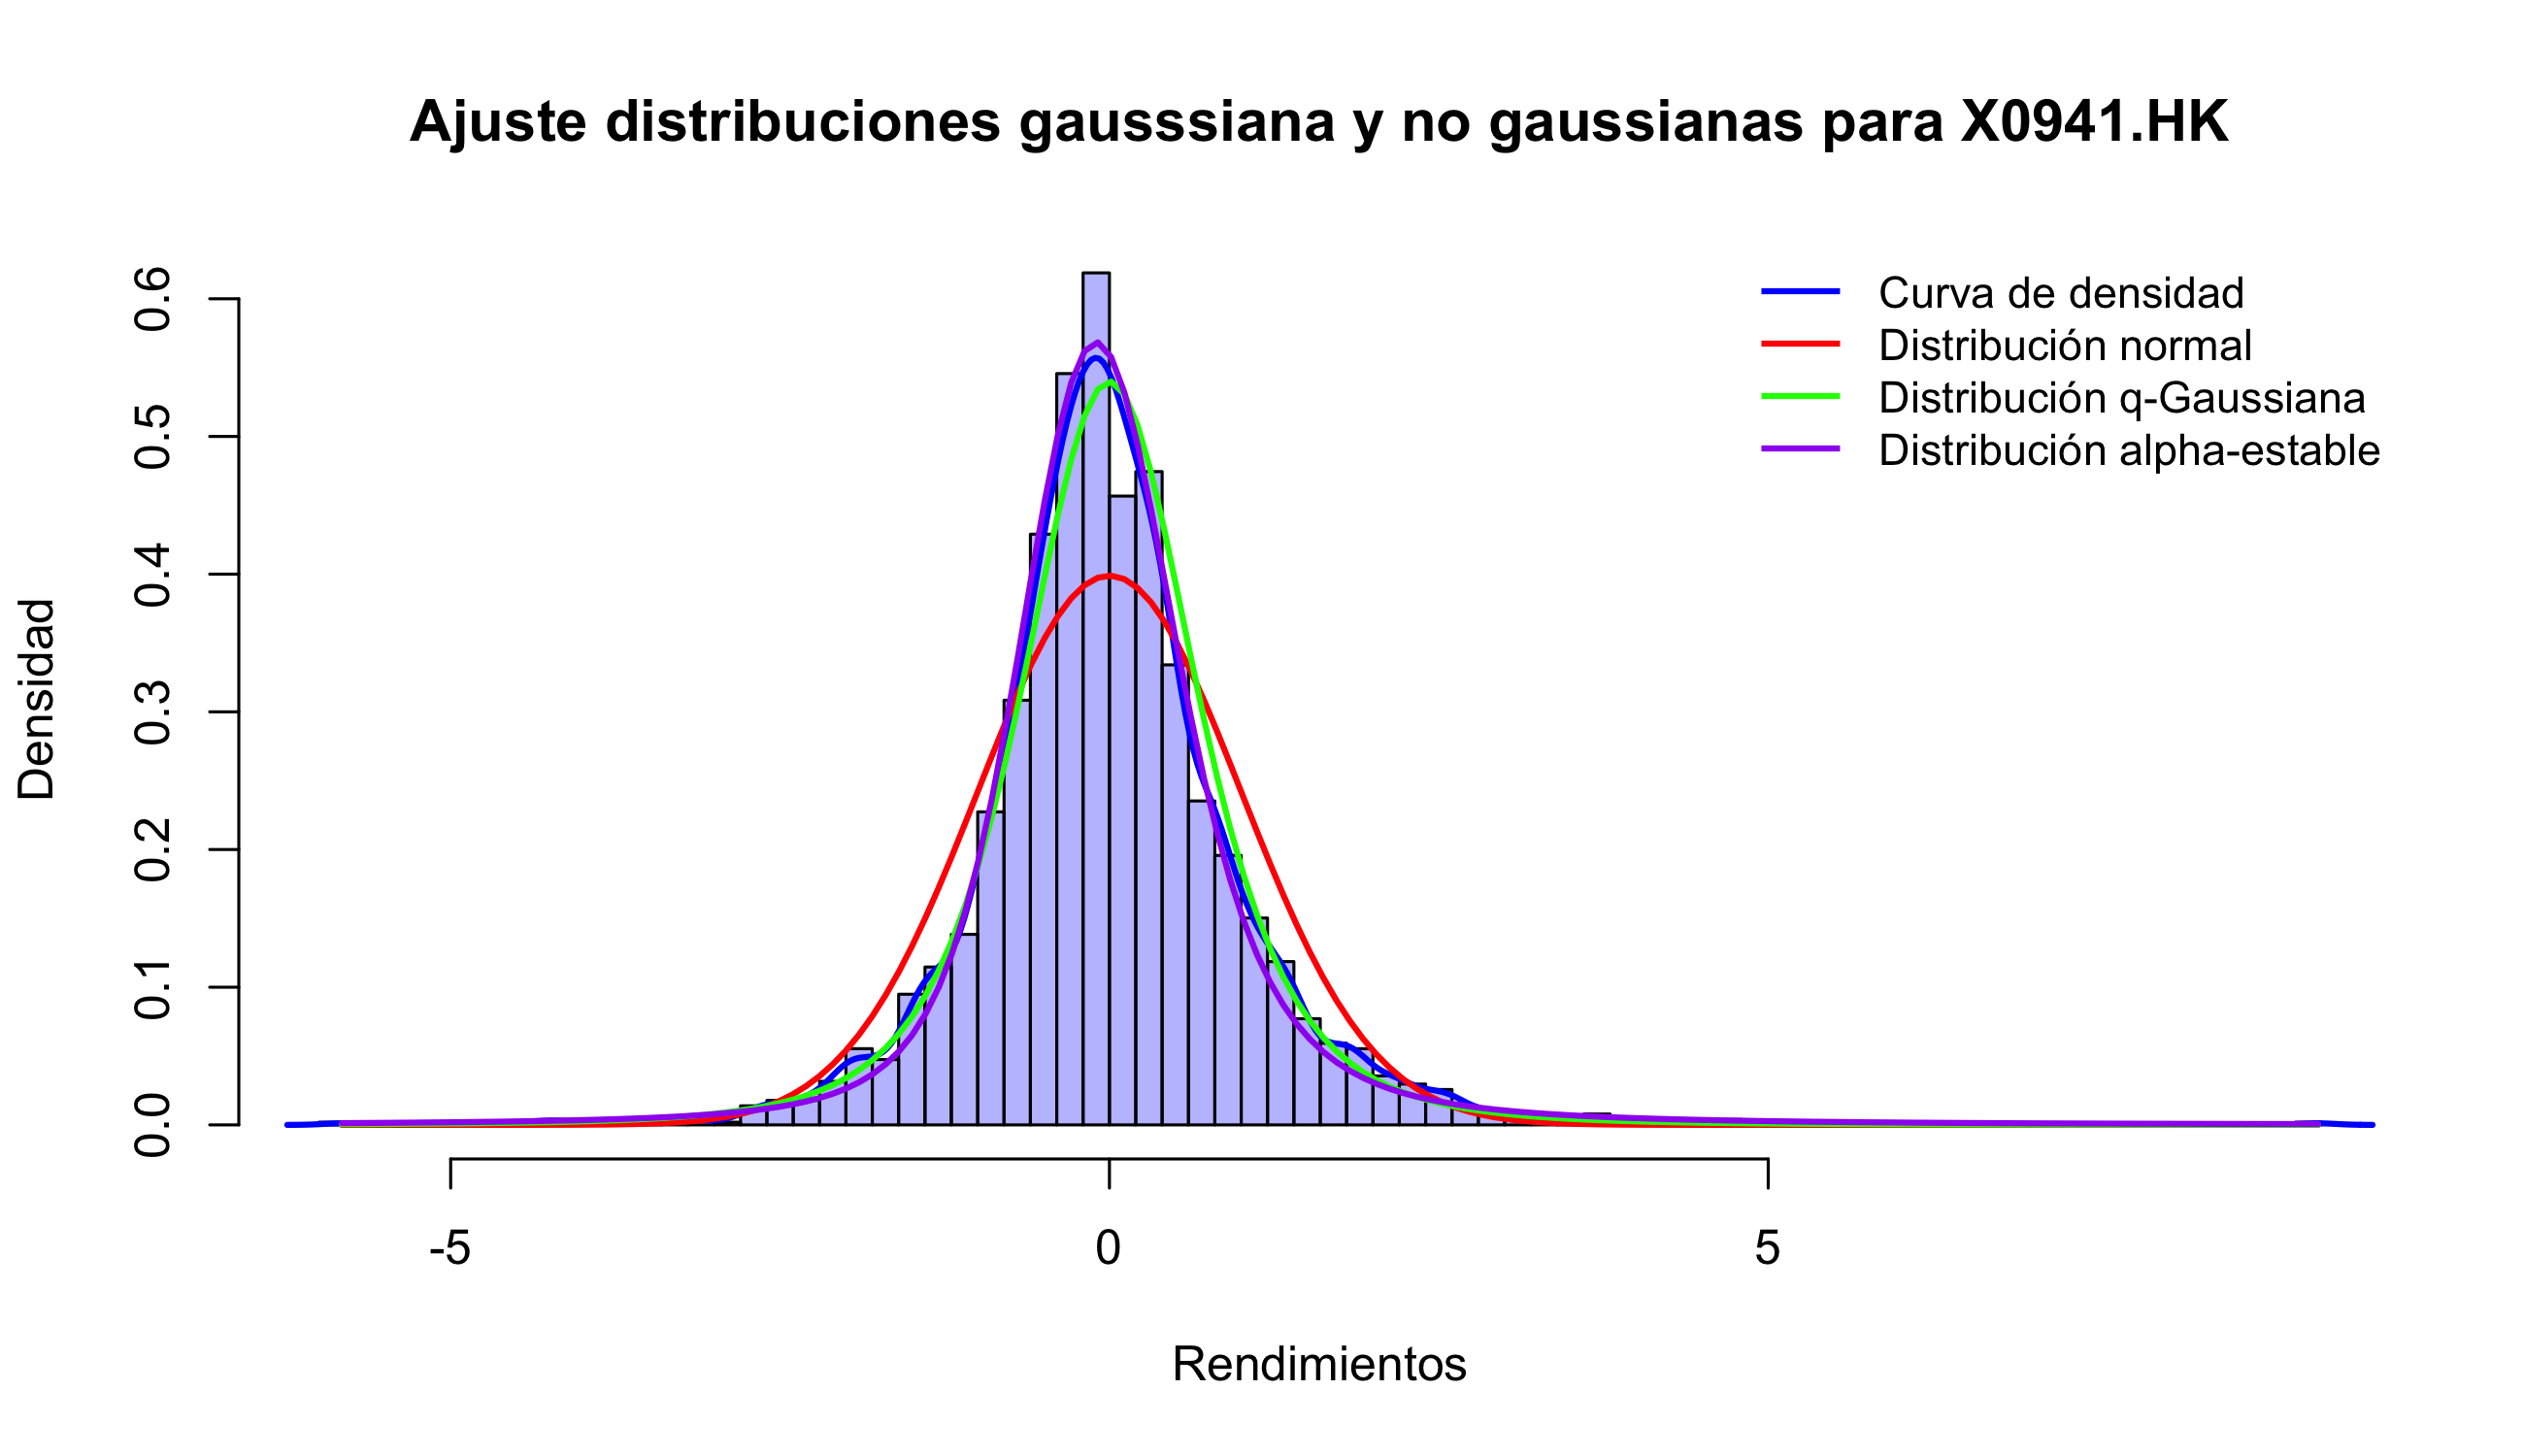 Ajuste distribuciones gausssiana y no gaussianas para X0941.HK
Curva de densidad
Distribución normal
Distribución q-Gaussiana
Distribución alpha-estable
Densidad
0.6
0.5
0.4
0.3
0.2
0.1
0.0
-5 0 5
Rendimientos